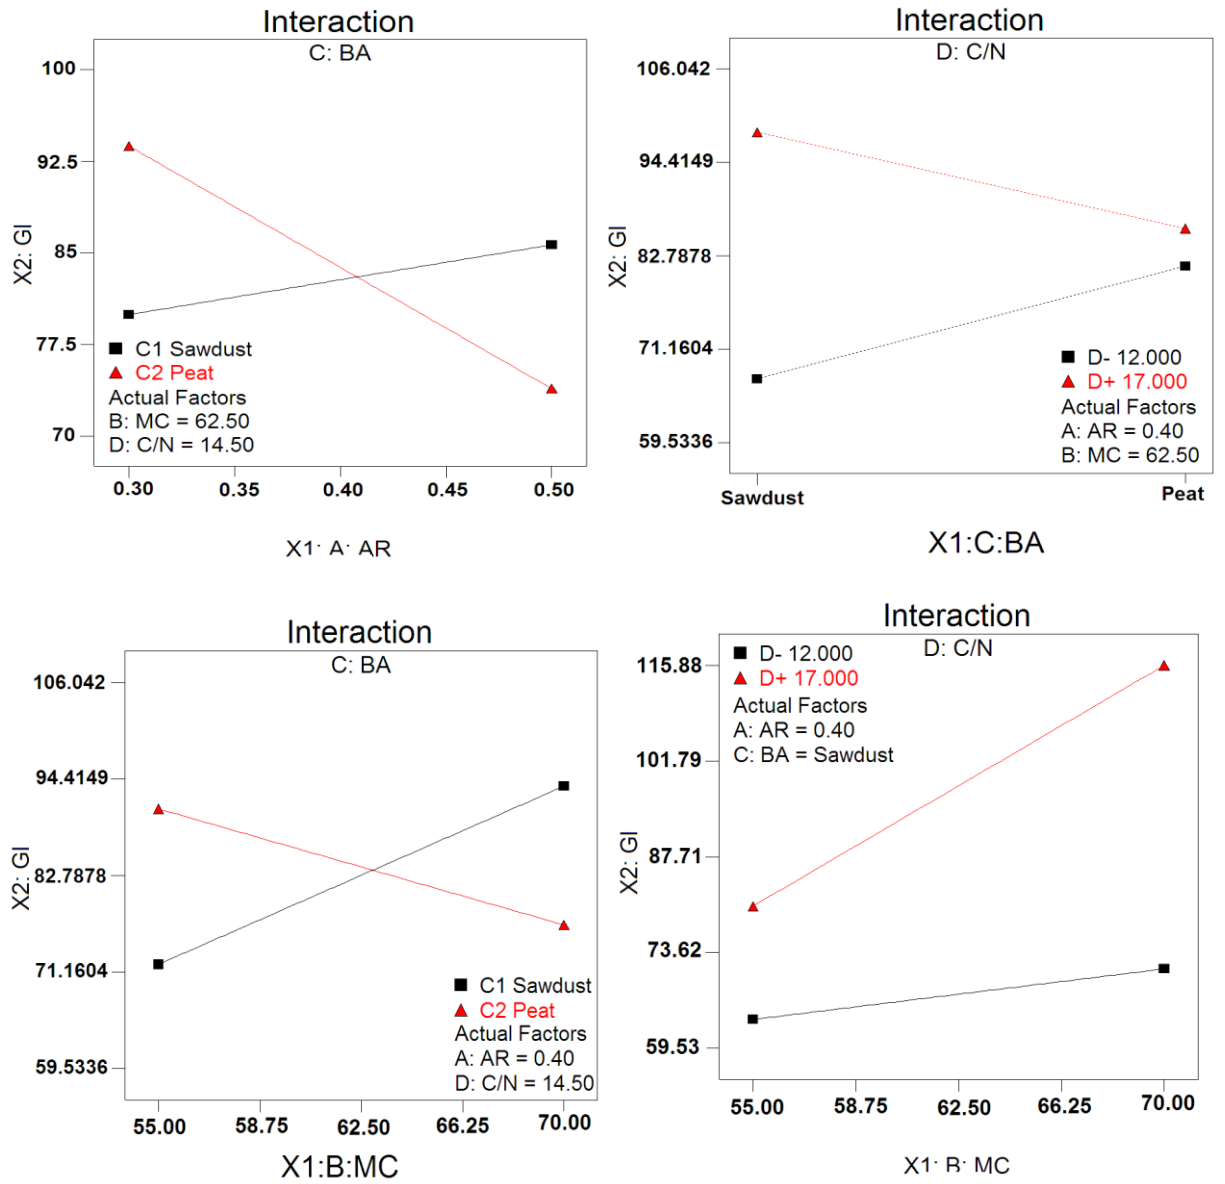 Interaction
C: BA
100
92.5
85
77.5
70
X2: GI
C1 Sawdust
C2 Peat
Actual Factors
B: MC = 62.50
D: C/N = 14.50
0.30 0.35 0.40 0.45 0.50
X1: A: AR
Interaction
D: C/N
106.042
94.4149
82.7878
71.1604
59.5336
X2: GI
D- 12.000
D+ 17.000
Actual Factors
A: AR = 0.40
B: MC = 62.50
Sawdust Peat
X1:C:BA
Interaction
C: BA
106.042
94.4149
82.7878
71.1604
59.5336
X2: GI
C1 Sawdust
C2 Peat
Actual Factors
A: AR = 0.40
D: C/N = 14.50
55.00 58.75 62.50 66.25 70.00
X1:B:MC
Interaction
D: C/N
D- 12.000
D+ 17.000
Actual Factors
A: AR = 0.40
C: BA = Sawdust
115.88
101.79
87.71
73.62
59.53
X2: GI
55.00 58.75 62.50 66.25 70.00
X1: B: MC